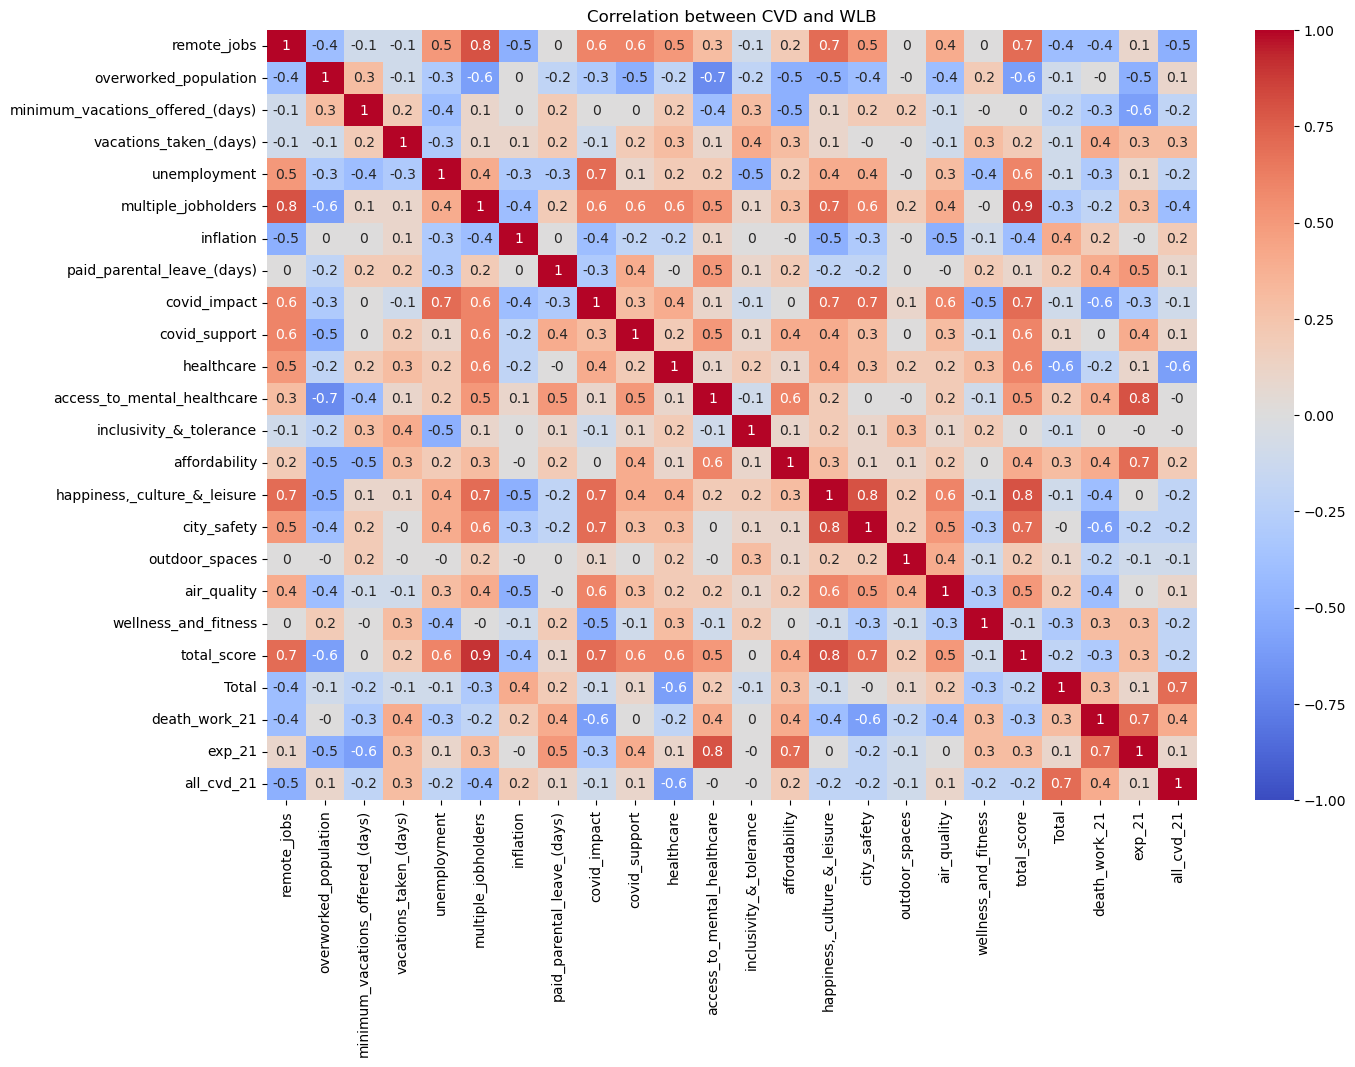 Correlation between CVD and WLB
remote_jobs 1 -0.4 -0.1 -0.1 0.5 0.8 -0.5 0 0.6 0.6 0.5 0.3 -0.1 0.2 0.7 0.5 0 0.4 0 0.7 -0.4 -0.4 0.1 -0.5
overworked_population -0.4 1 0.3 -0.1 -0.3 -0.6 0 -0.2 -0.3 -0.5 -0.2 -0.7 -0.2 -0.5 -0.5 -0.4 -0 -0.4 0.2 -0.6 -0.1 -0 -0.5 0.1
minimum_vacations_offered_(days) -0.1 0.3 1 0.2 -0.4 0.1 0 0.2 0 0 0.2 -0.4 0.3 -0.5 0.1 0.2 0.2 -0.1 -0 0 -0.2 -0.3 -0.6 -0.2
vacations_taken_(days) -0.1 -0.1 0.2 1 -0.3 0.1 0.1 0.2 -0.1 0.2 0.3 0.1 0.4 0.3 0.1 -0 -0 -0.1 0.3 0.2 -0.1 0.4 0.3 0.3
unemployment 0.5 -0.3 -0.4 -0.3 1 0.4 -0.3 -0.3 0.7 0.1 0.2 0.2 -0.5 0.2 0.4 0.4 -0 0.3 -0.4 0.6 -0.1 -0.3 0.1 -0.2
multiple_jobholders 0.8 -0.6 0.1 0.1 0.4 1 -0.4 0.2 0.6 0.6 0.6 0.5 0.1 0.3 0.7 0.6 0.2 0.4 -0 0.9 -0.3 -0.2 0.3 -0.4
inflation -0.5 0 0 0.1 -0.3 -0.4 1 0 -0.4 -0.2 -0.2 0.1 0 -0 -0.5 -0.3 -0 -0.5 -0.1 -0.4 0.4 0.2 -0 0.2
paid_parental_leave_(days) 0 -0.2 0.2 0.2 -0.3 0.2 0 1 -0.3 0.4 -0 0.5 0.1 0.2 -0.2 -0.2 0 -0 0.2 0.1 0.2 0.4 0.5 0.1
covid_impact 0.6 -0.3 0 -0.1 0.7 0.6 -0.4 -0.3 1 0.3 0.4 0.1 -0.1 0 0.7 0.7 0.1 0.6 -0.5 0.7 -0.1 -0.6 -0.3 -0.1
covid_support 0.6 -0.5 0 0.2 0.1 0.6 -0.2 0.4 0.3 1 0.2 0.5 0.1 0.4 0.4 0.3 0 0.3 -0.1 0.6 0.1 0 0.4 0.1
healthcare 0.5 -0.2 0.2 0.3 0.2 0.6 -0.2 -0 0.4 0.2 1 0.1 0.2 0.1 0.4 0.3 0.2 0.2 0.3 0.6 -0.6 -0.2 0.1 -0.6
access_to_mental_healthcare 0.3 -0.7 -0.4 0.1 0.2 0.5 0.1 0.5 0.1 0.5 0.1 1 -0.1 0.6 0.2 0 -0 0.2 -0.1 0.5 0.2 0.4 0.8 -0
inclusivity_&_tolerance -0.1 -0.2 0.3 0.4 -0.5 0.1 0 0.1 -0.1 0.1 0.2 -0.1 1 0.1 0.2 0.1 0.3 0.1 0.2 0 -0.1 0 -0 -0
affordability 0.2 -0.5 -0.5 0.3 0.2 0.3 -0 0.2 0 0.4 0.1 0.6 0.1 1 0.3 0.1 0.1 0.2 0 0.4 0.3 0.4 0.7 0.2
happiness,_culture_&_leisure 0.7 -0.5 0.1 0.1 0.4 0.7 -0.5 -0.2 0.7 0.4 0.4 0.2 0.2 0.3 1 0.8 0.2 0.6 -0.1 0.8 -0.1 -0.4 0 -0.2
city_safety 0.5 -0.4 0.2 -0 0.4 0.6 -0.3 -0.2 0.7 0.3 0.3 0 0.1 0.1 0.8 1 0.2 0.5 -0.3 0.7 -0 -0.6 -0.2 -0.2
outdoor_spaces 0 -0 0.2 -0 -0 0.2 -0 0 0.1 0 0.2 -0 0.3 0.1 0.2 0.2 1 0.4 -0.1 0.2 0.1 -0.2 -0.1 -0.1
air_quality 0.4 -0.4 -0.1 -0.1 0.3 0.4 -0.5 -0 0.6 0.3 0.2 0.2 0.1 0.2 0.6 0.5 0.4 1 -0.3 0.5 0.2 -0.4 0 0.1
wellness_and_fitness 0 0.2 -0 0.3 -0.4 -0 -0.1 0.2 -0.5 -0.1 0.3 -0.1 0.2 0 -0.1 -0.3 -0.1 -0.3 1 -0.1 -0.3 0.3 0.3 -0.2
total_score 0.7 -0.6 0 0.2 0.6 0.9 -0.4 0.1 0.7 0.6 0.6 0.5 0 0.4 0.8 0.7 0.2 0.5 -0.1 1 -0.2 -0.3 0.3 -0.2
Total -0.4 -0.1 -0.2 -0.1 -0.1 -0.3 0.4 0.2 -0.1 0.1 -0.6 0.2 -0.1 0.3 -0.1 -0 0.1 0.2 -0.3 -0.2 1 0.3 0.1 0.7
death_work_21 -0.4 -0 -0.3 0.4 -0.3 -0.2 0.2 0.4 -0.6 0 -0.2 0.4 0 0.4 -0.4 -0.6 -0.2 -0.4 0.3 -0.3 0.3 1 0.7 0.4
exp_21 0.1 -0.5 -0.6 0.3 0.1 0.3 -0 0.5 -0.3 0.4 0.1 0.8 -0 0.7 0 -0.2 -0.1 0 0.3 0.3 0.1 0.7 1 0.1
all_cvd_21 -0.5 0.1 -0.2 0.3 -0.2 -0.4 0.2 0.1 -0.1 0.1 -0.6 -0 -0 0.2 -0.2 -0.2 -0.1 0.1 -0.2 -0.2 0.7 0.4 0.1 1
remote_jobs
overworked_population
minimum_vacations_offered_(days)
vacations_taken_(days)
unemployment
multiple_jobholders
inflation
paid_parental_leave_(days)
covid_impact
covid_support
healthcare
access_to_mental_healthcare
inclusivity_&_tolerance
affordability
happiness,_culture_&_leisure
city_safety
outdoor_spaces
air_quality
wellness_and_fitness
total_score
Total
death_work_21
exp_21
all_cvd_21
1.00
0.75
0.50
0.25
0.00
−0.25
−0.50
−0.75
−1.00